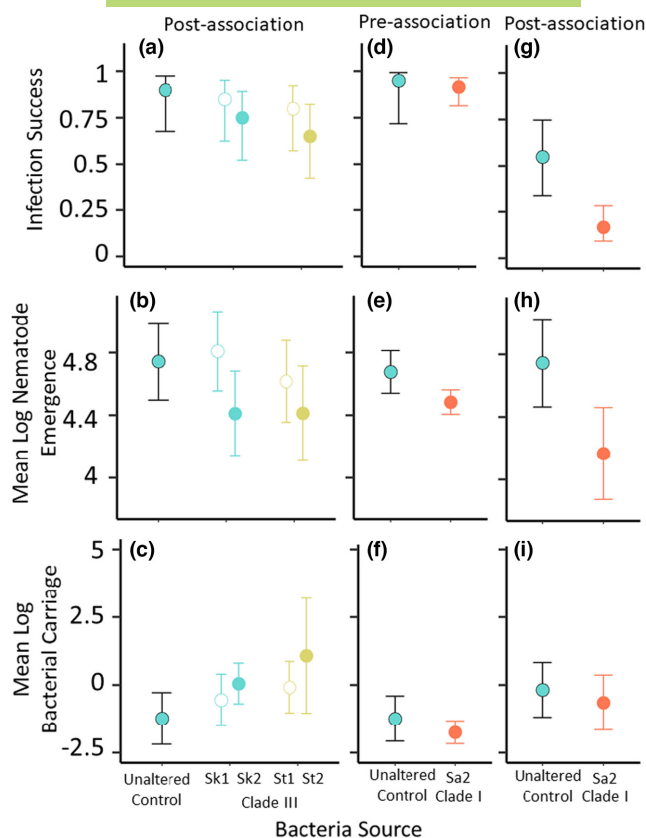 Post-association
Pre-association
Post-association
(a)
(d)
(g)
Infection Success
1
0.75
0.5
0.25
0
(b)
(e)
(h)
Mean Log Nematode
Emergence
4.8
4.4
4
(c)
(f)
(i)
Mean Log
Bacterial Carriage
5
2.5
0
-2.5
Unaltered
Control
Sk1 Sk2 St1 St2
Clade III
Unaltered
Control
Sa2
Clade I
Unaltered
Control
Sa2
Clade I
Bacteria Source